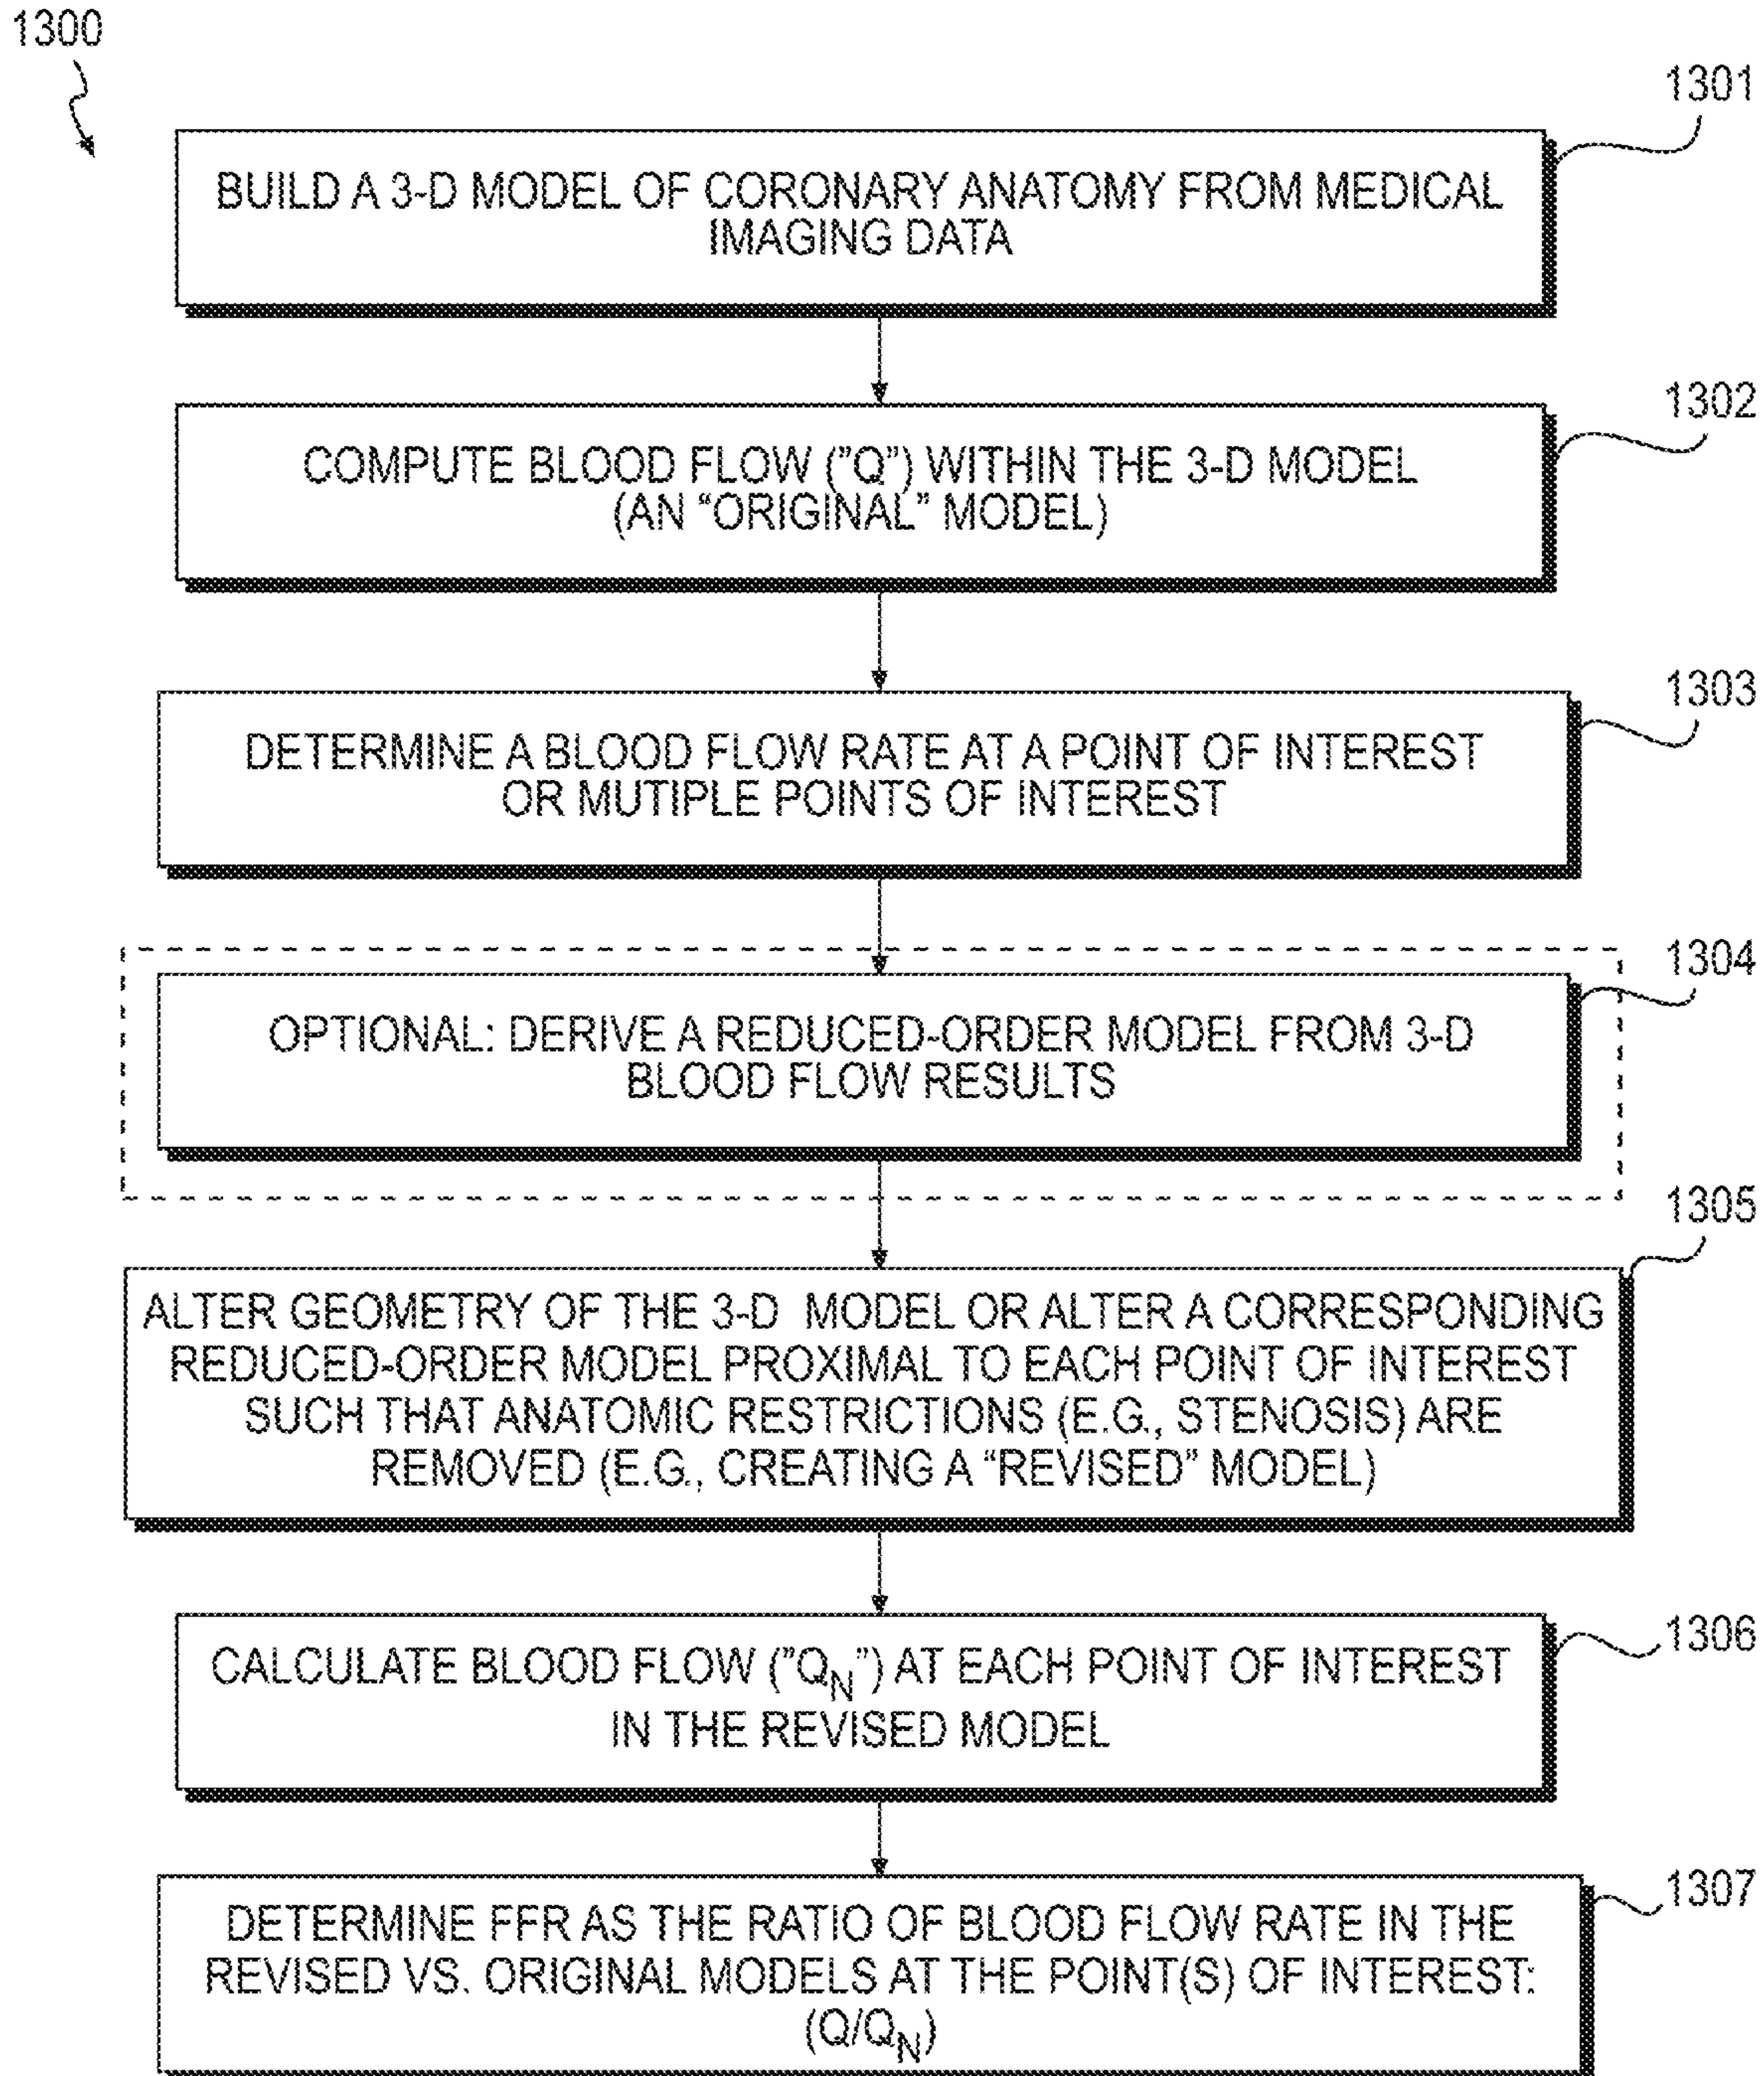 1300
1301
BUILD A 3-D MODEL OF CORONARY ANATOMY FROM MEDICAL
IMAGING DATA
1302
COMPUTE BLOOD FLOW ("Q") WITHIN THE 3-D MODEL
(AN "ORIGINAL" MODEL)
1303
DETERMINE A BLOOD FLOW RATE AT A POINT OF INTEREST
OR MUTIPLE POINTS OF INTEREST
1304
OPTIONAL: DERIVE A REDUCED-ORDER MODEL FROM 3-D
BLOOD FLOW RESULTS
1305
ALTER GEOMETRY OF THE 3-D MODEL OR ALTER A CORRESPONDING
REDUCED-ORDER MODEL PROXIMAL TO EACH POINT OF INTEREST
SUCH THAT ANATOMIC RESTRICTIONS (E.G., STENOSIS) ARE
REMOVED (E.G., CREATING A "REVISED" MODEL)
1306
CALCULATE BLOOD FLOW ("Q_N") AT EACH POINT OF INTEREST
IN THE REVISED MODEL
1307
DETERMINE FFR AS THE RATIO OF BLOOD FLOW RATE IN THE
REVISED VS. ORIGINAL MODELS AT THE POINT(S) OF INTEREST:
(Q/Q_N)